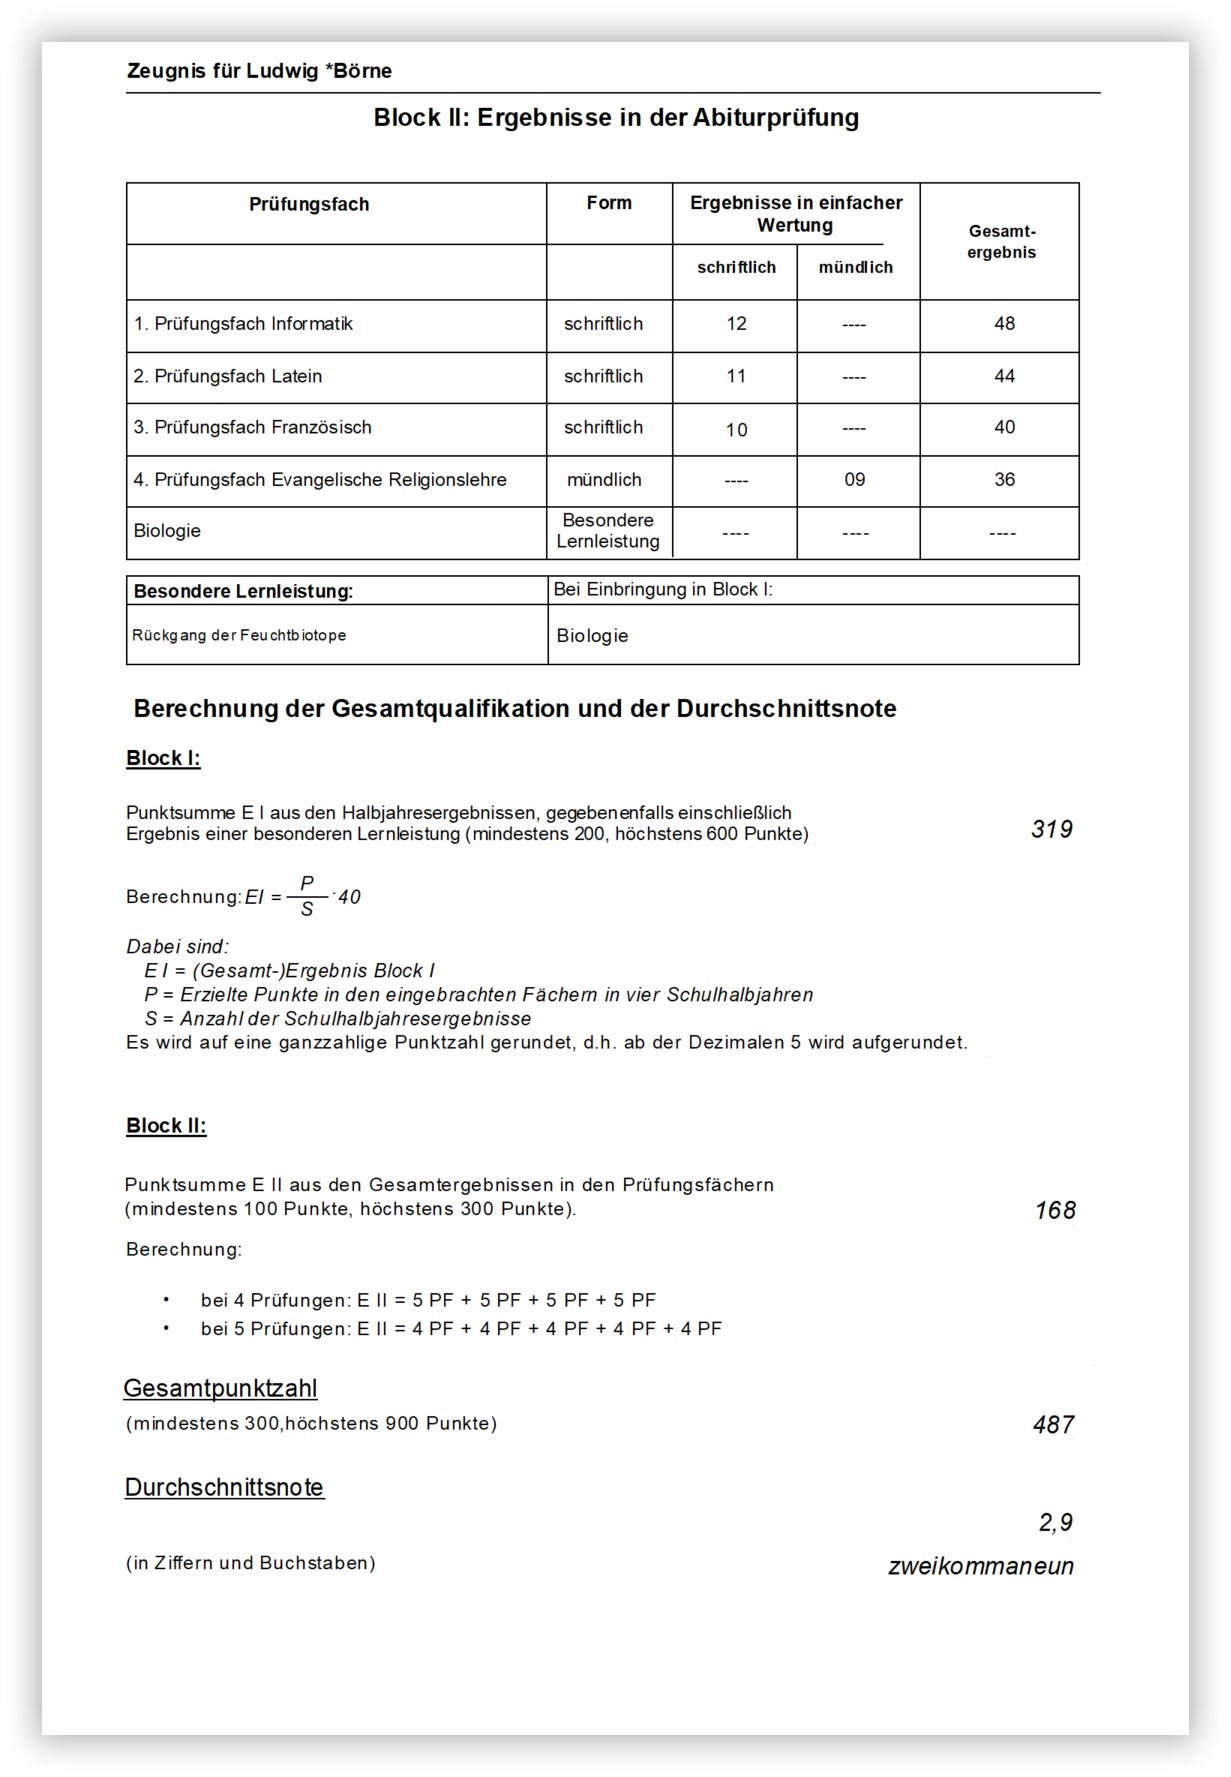 Zeugnis für Ludwig *Börne
Block II: Ergebnisse in der Abiturprüfung
Prüfungsfach Form Ergebnisse in einfacher Wertung Gesamt-
ergebnis
schriftlich mündlich
1. Prüfungsfach Informatik schriftlich 12 ---- 48
2. Prüfungsfach Latein schriftlich 11 ---- 44
3. Prüfungsfach Französisch schriftlich 10 ---- 40
4. Prüfungsfach Evangelische Religionslehre mündlich ---- 09 36
Biologie Besondere Lernleistung ---- ---- ----
Besondere Lernleistung: Bei Einbringung in Block I:
Rückgang der Feuchtbiotope Biologie
Berechnung der Gesamtqualifikation und der Durchschnittsnote
Block I:
Punktsumme E I aus den Halbjahresergebnissen, gegebenenfalls einschließlich
Ergebnis einer besonderen Lernleistung (mindestens 200, höchstens 600 Punkte) 319
Berechnung: EI = P/S · 40
Dabei sind:
E I = (Gesamt-)Ergebnis Block I
P = Erzielte Punkte in den eingebrachten Fächern in vier Schulhalbjahren
S = Anzahl der Schulhalbjahresergebnisse
Es wird auf eine ganzzahlige Punktzahl gerundet, d.h. ab der Dezimalen 5 wird aufgerundet.
Block II:
Punktsumme E II aus den Gesamtergebnissen in den Prüfungsfächern
(mindestens 100 Punkte, höchstens 300 Punkte). 168
Berechnung:
• bei 4 Prüfungen: E II = 5 PF + 5 PF + 5 PF + 5 PF
• bei 5 Prüfungen: E II = 4 PF + 4 PF + 4 PF + 4 PF + 4 PF
Gesamtpunktzahl
(mindestens 300,höchstens 900 Punkte) 487
Durchschnittsnote
2,9
(in Ziffern und Buchstaben) zweikommaneun